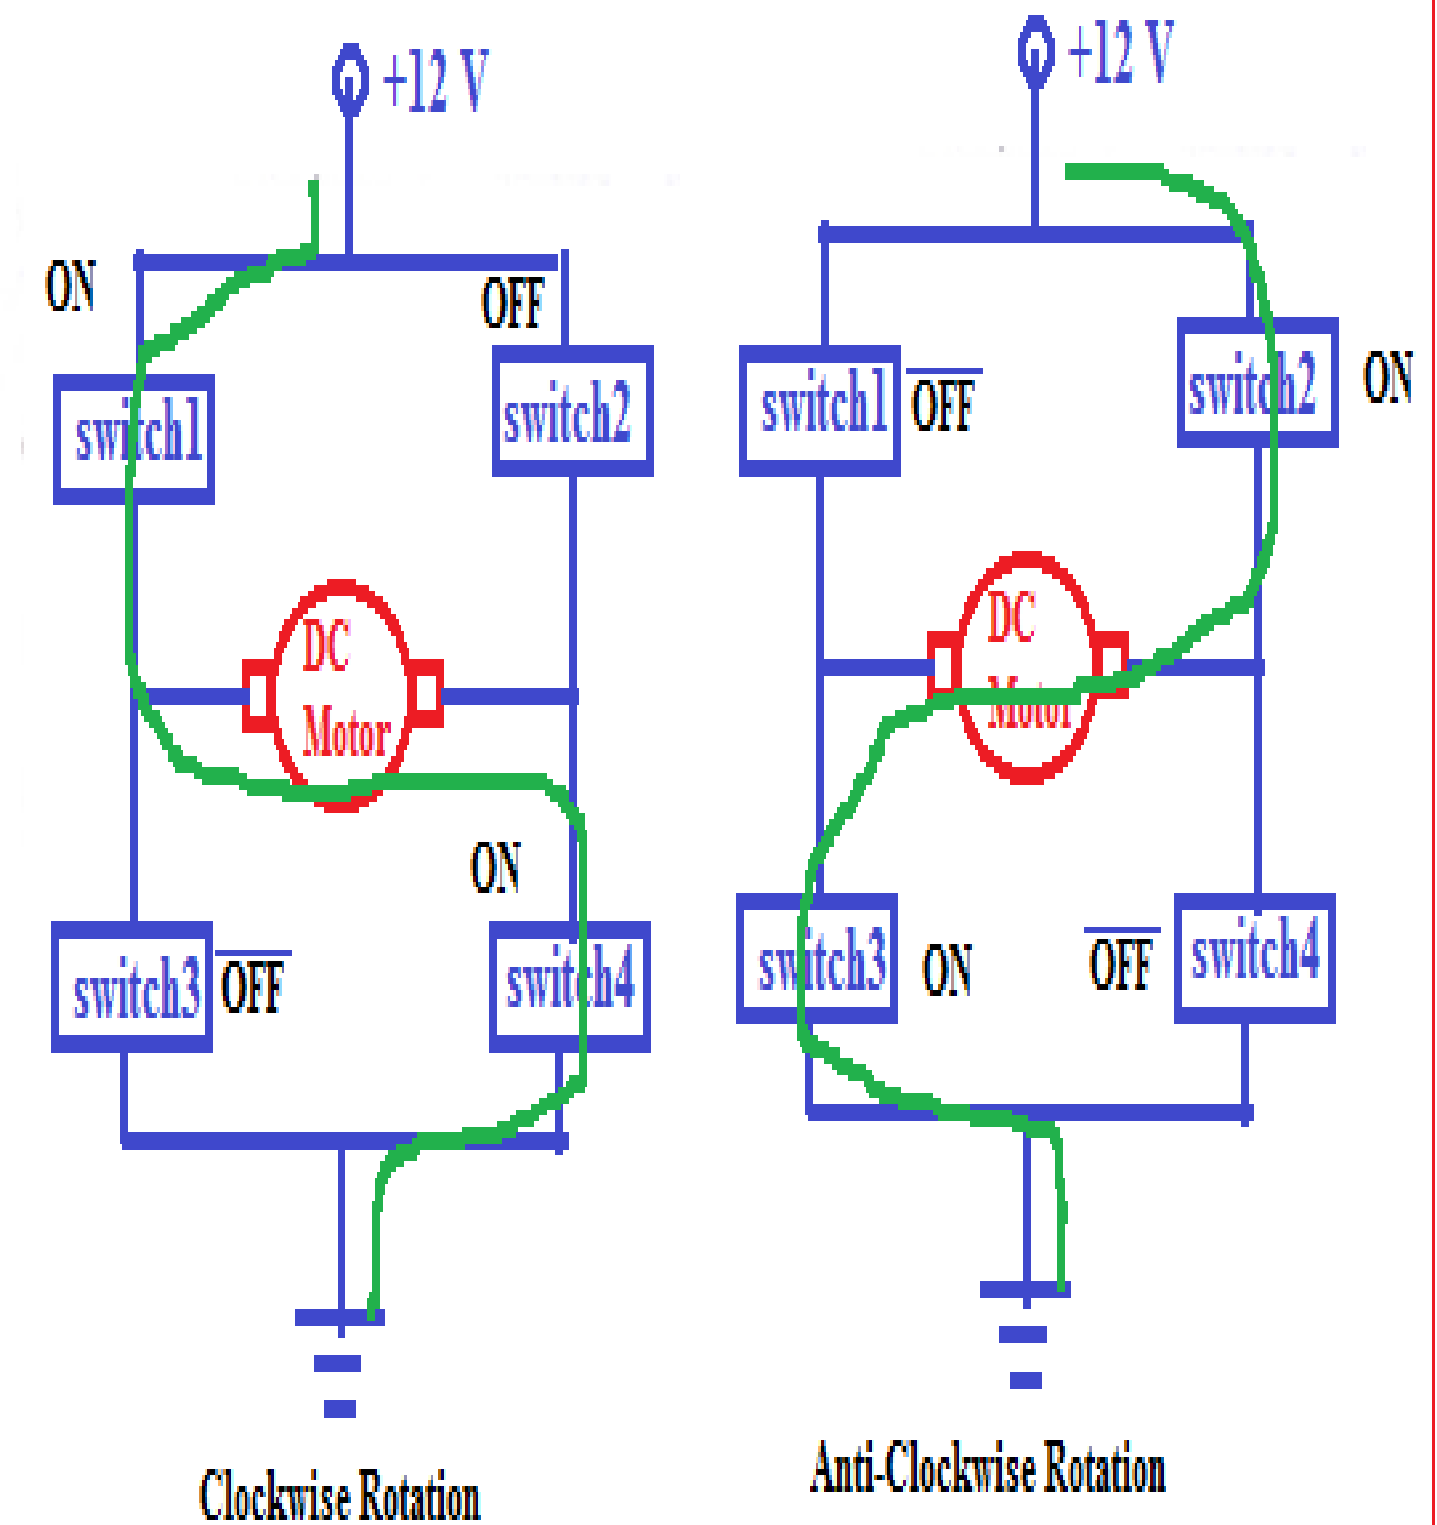 +12 V
ON
OFF
switch1
switch2
DC
Motor
ON
switch3
OFF
switch4
Clockwise Rotation
+12 V
switch1
OFF
switch2
ON
DC
Motor
switch3
ON
OFF
switch4
Anti-Clockwise Rotation